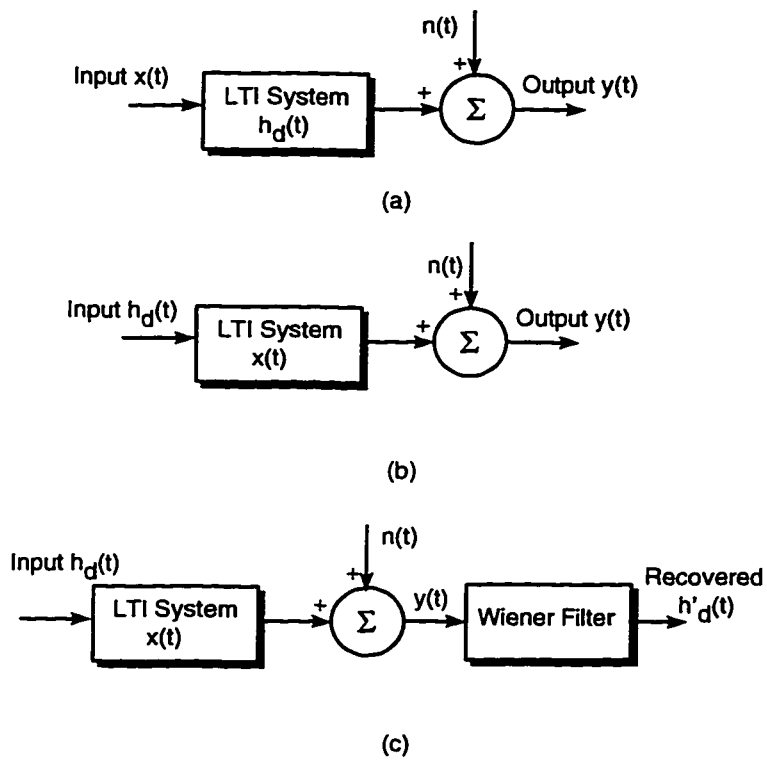 n(t)
+
Input x(t)
LTI System
h_d(t)
+
Σ
Output y(t)
(a)
n(t)
+
Input h_d(t)
LTI System
x(t)
+
Σ
Output y(t)
(b)
n(t)
+
Input h_d(t)
LTI System
x(t)
+
Σ
y(t)
Wiener Filter
Recovered
h'_d(t)
(c)